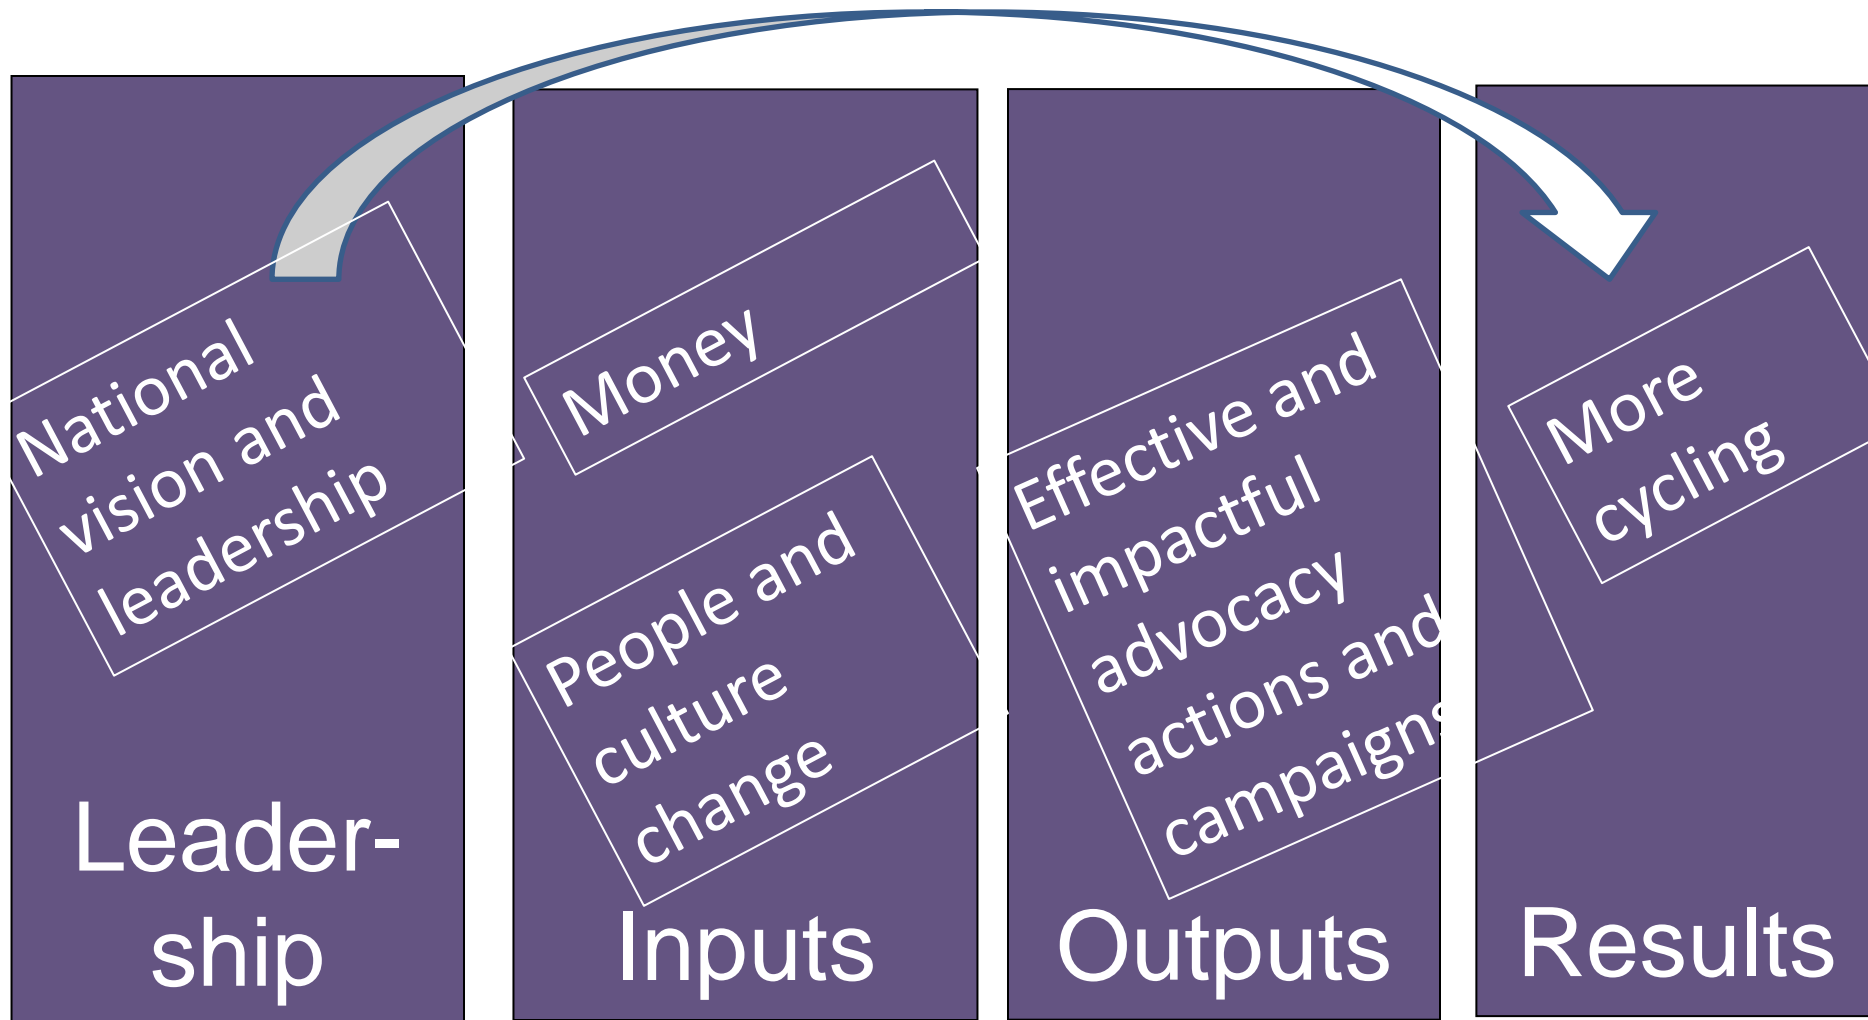 National
vision and
leadership
Leader-
ship
Money
People and
culture
change
Inputs
Effective and
impactful
advocacy
actions and
campaigns
Outputs
More
cycling
Results